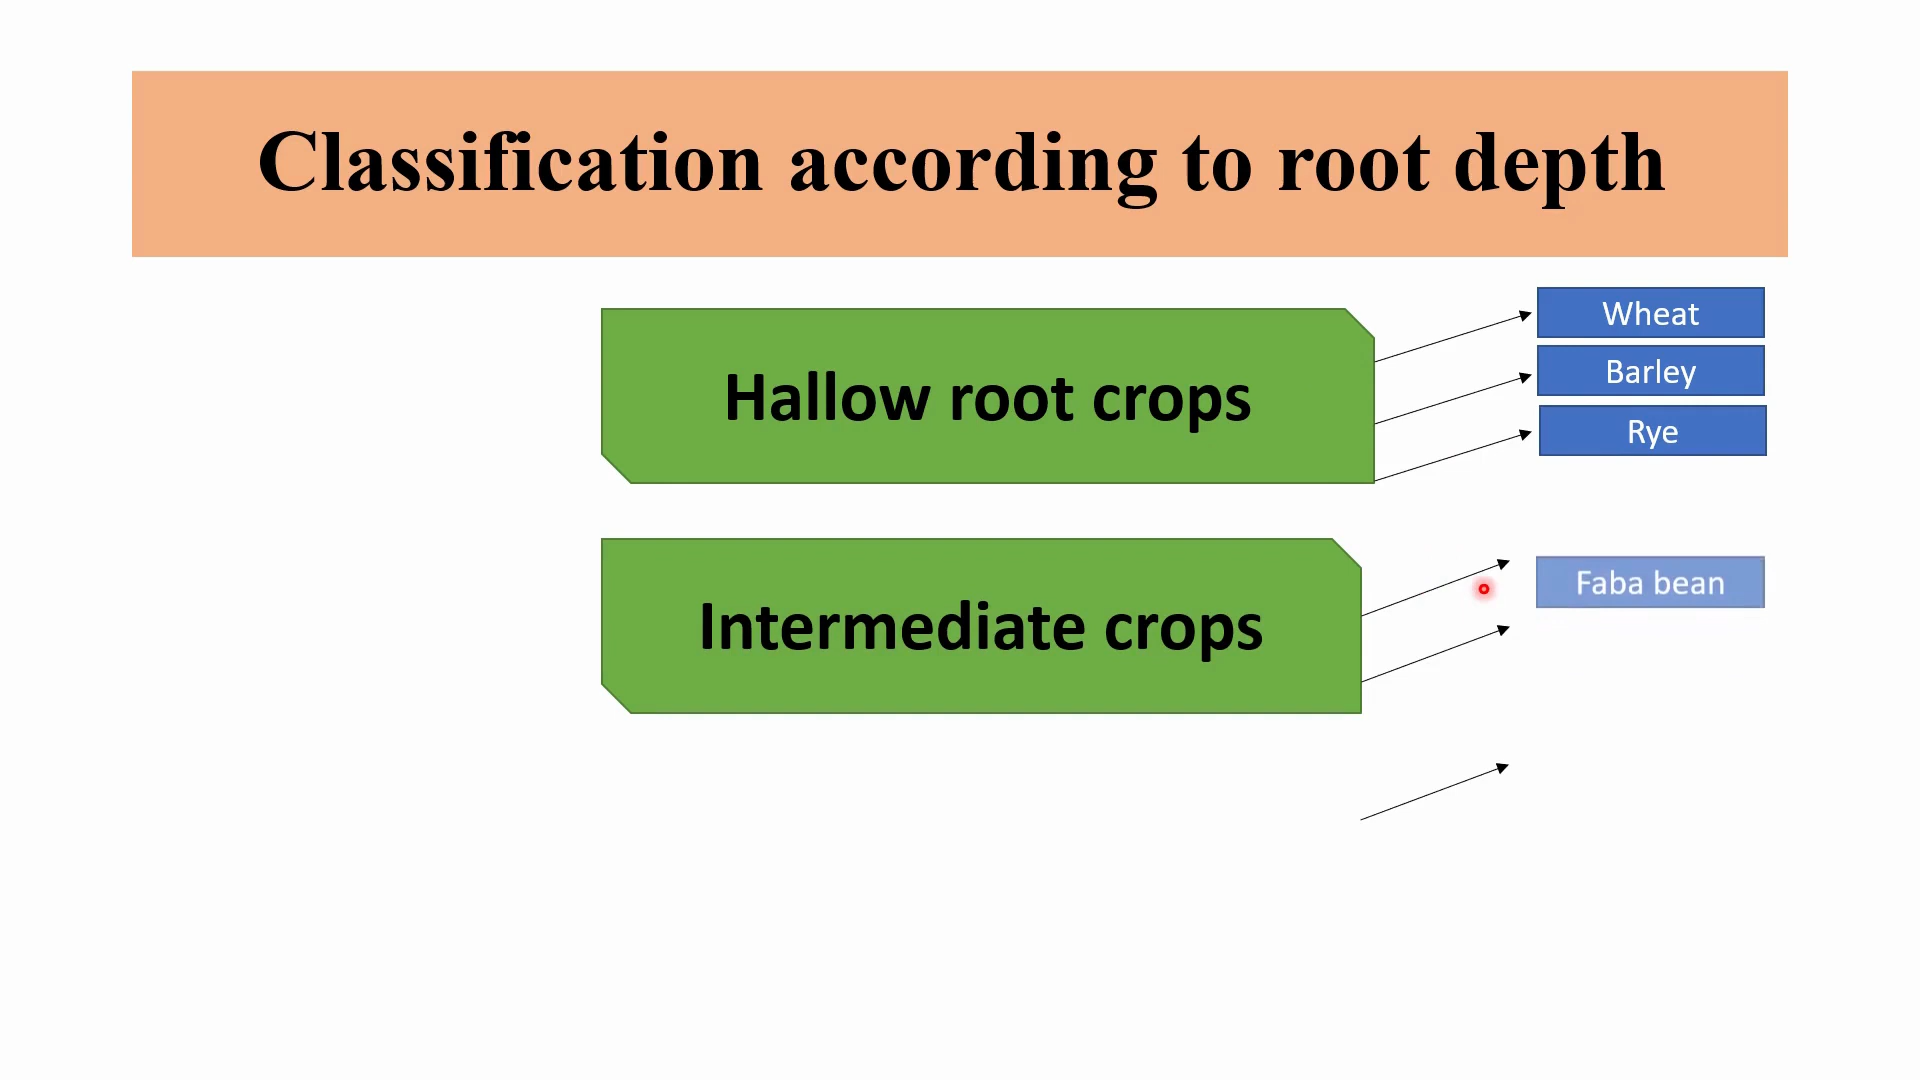 Classification according to root depth
Hallow root crops
Wheat
Barley
Rye
Intermediate crops
Faba bean